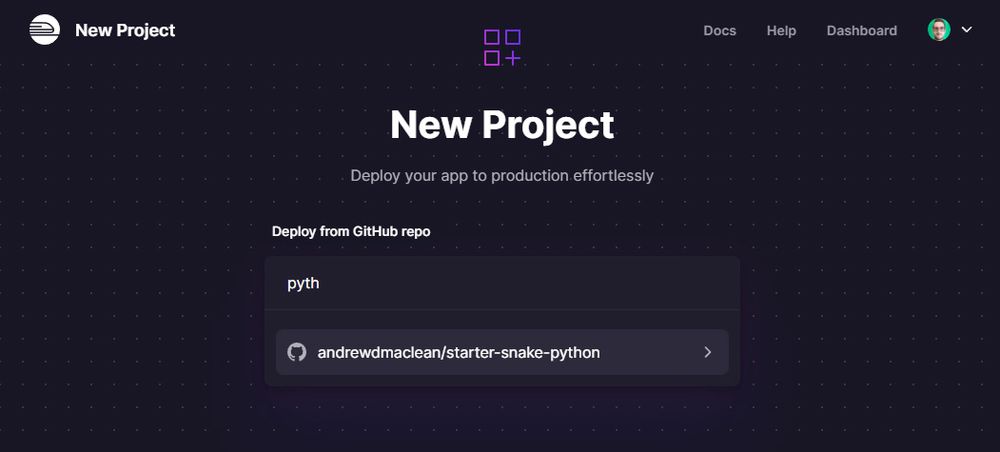 New Project
Docs
Help
Dashboard
New Project
Deploy your app to production effortlessly
Deploy from GitHub repo
pyth
andrewdmaclean/starter-snake-python